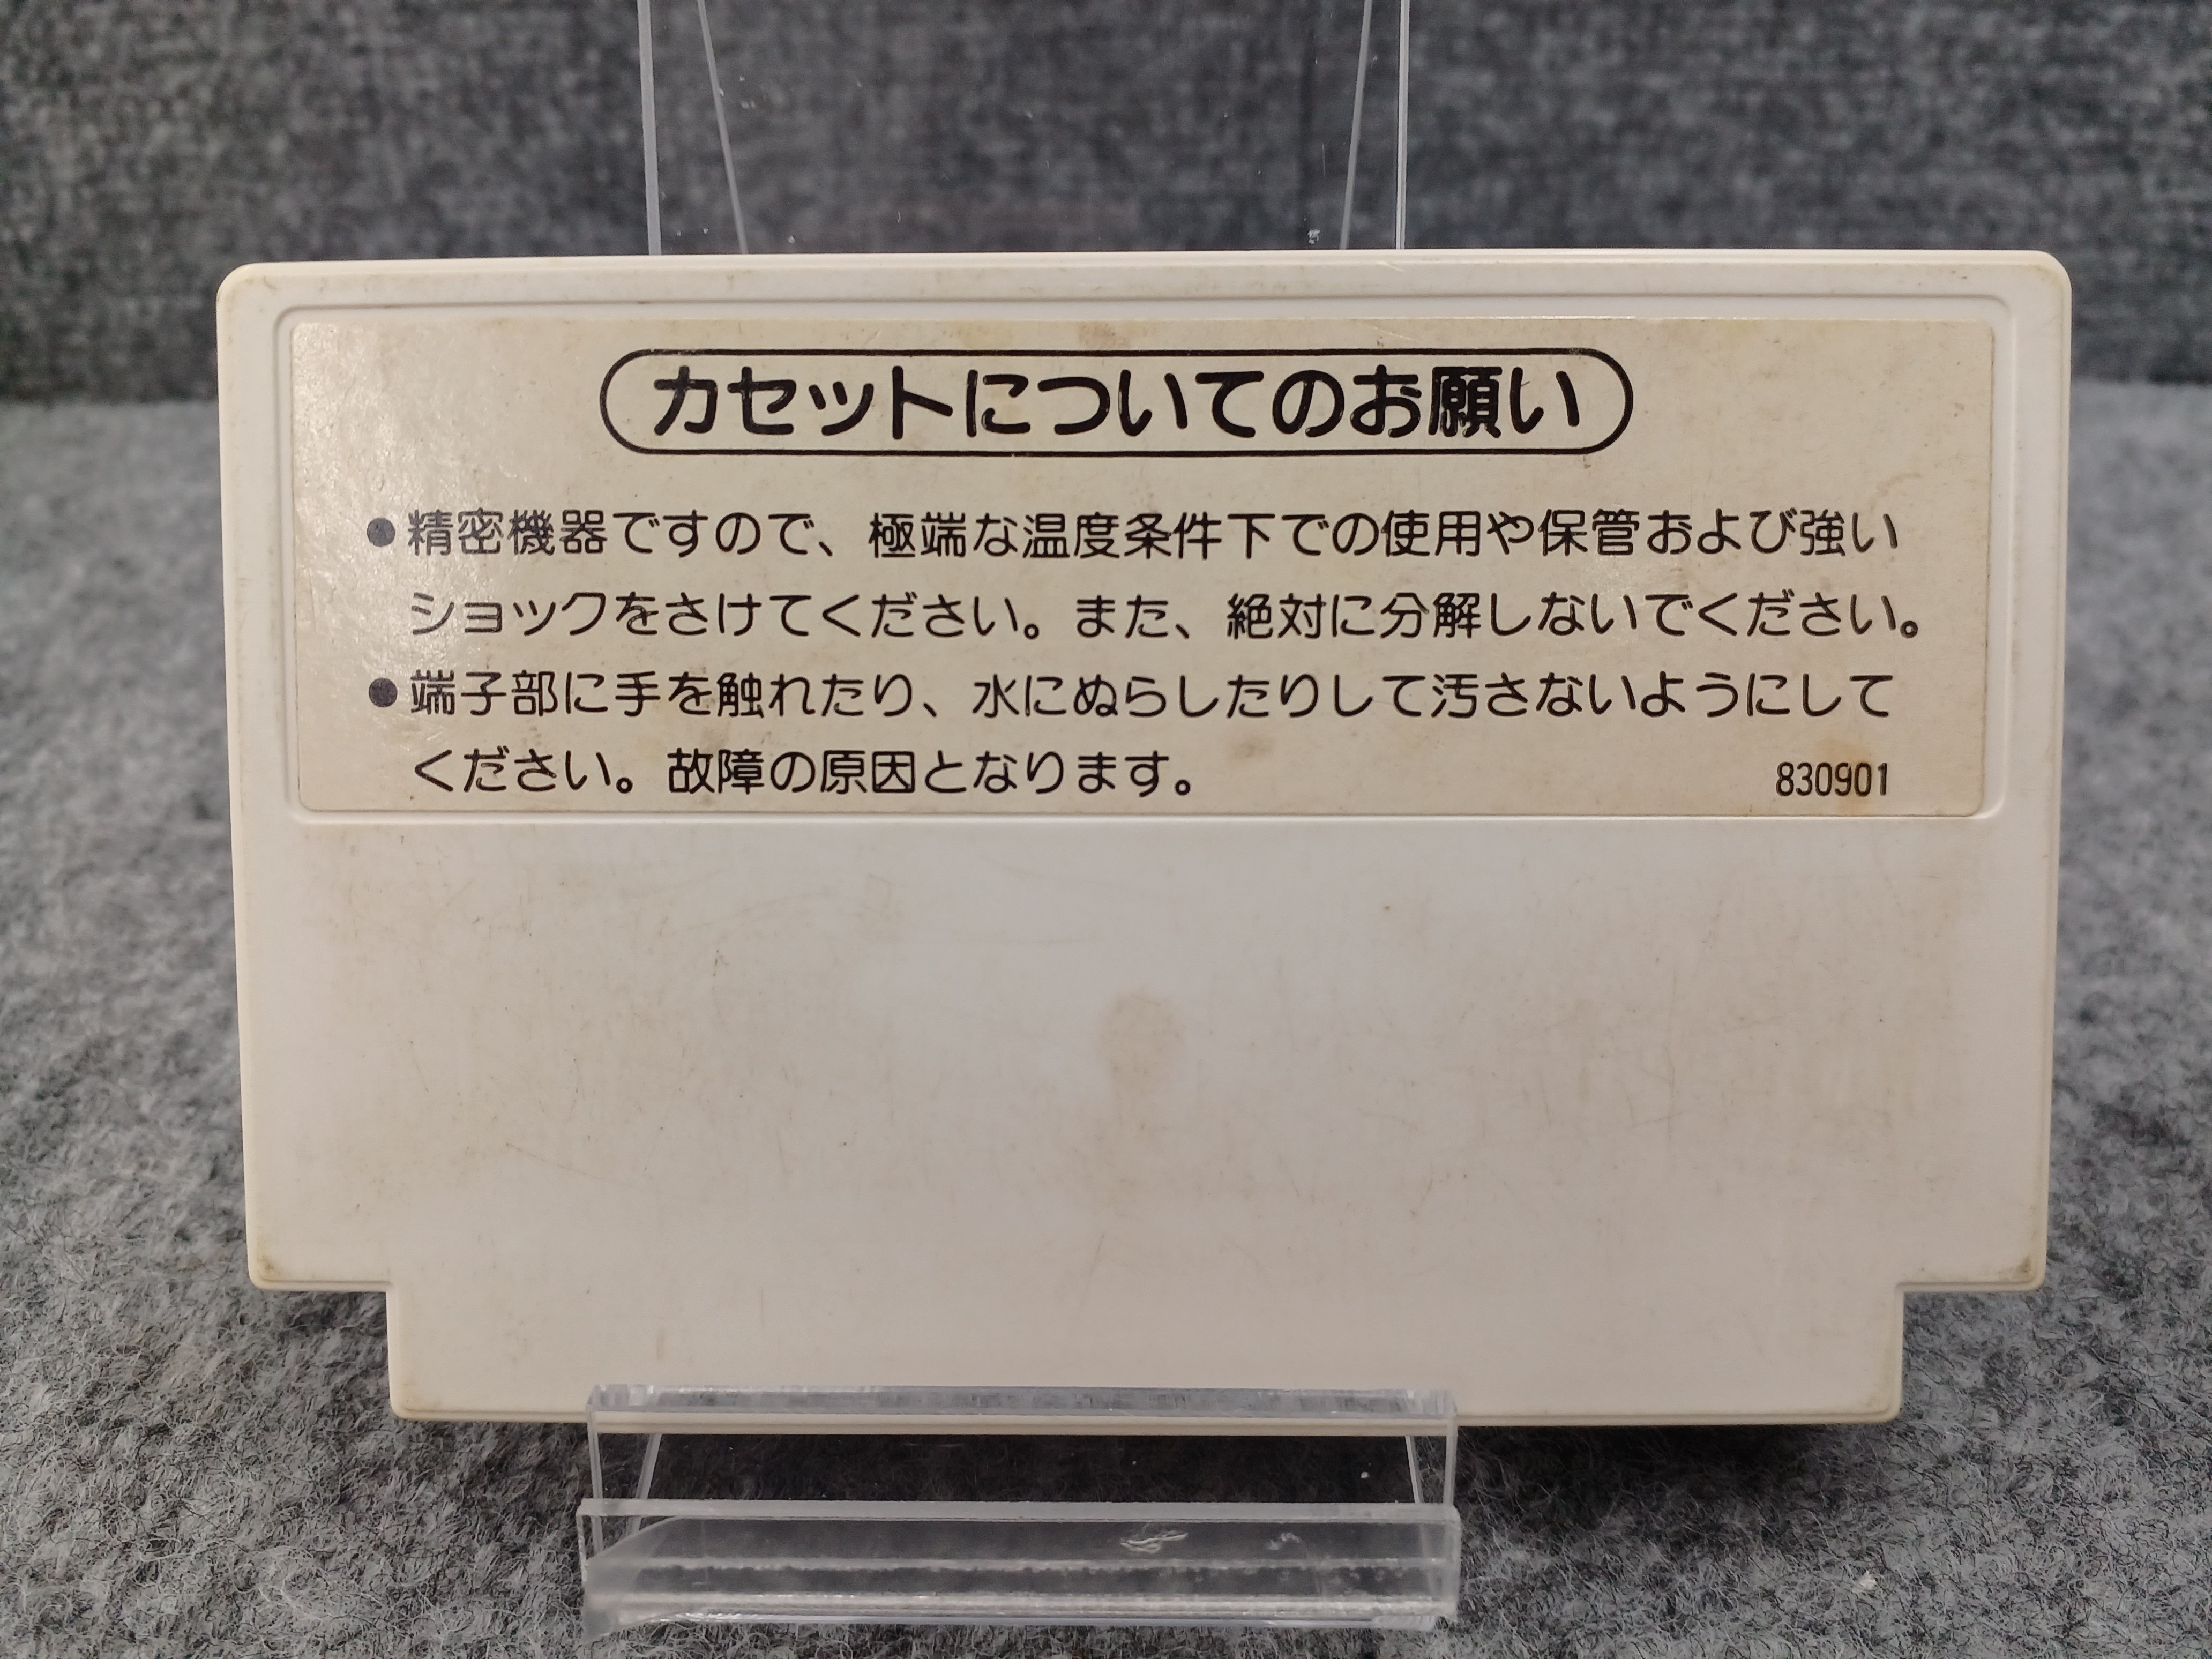 カセットについてのお願い
●精密機器ですので、極端な温度条件下での使用や保管および強い
ショックをさけてください。また、絶対に分解しないでください。
●端子部に手を触れたり、水にぬらしたりして汚さないようにして
ください。故障の原因となります。
830901